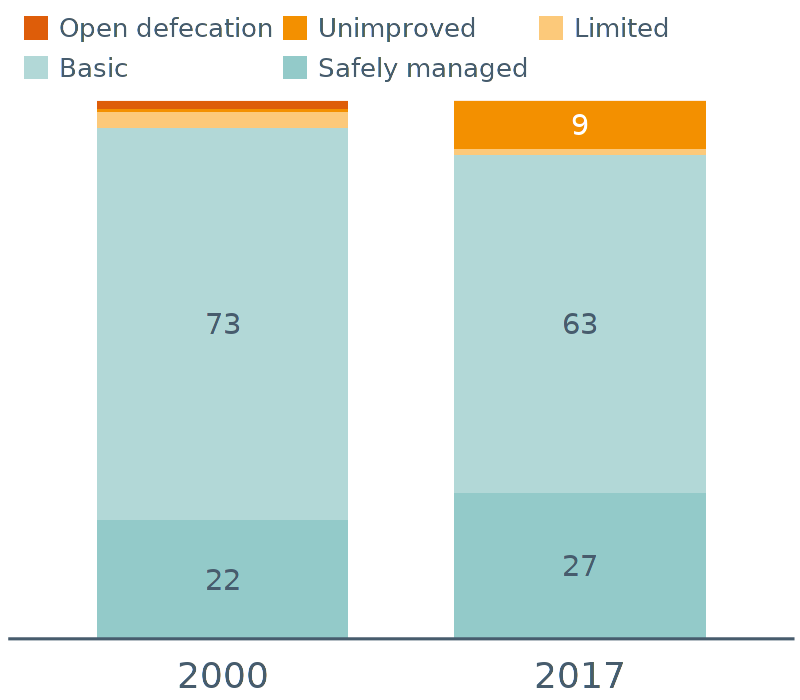 Open defecation Unimproved Limited
Basic Safely managed
9
73 63
22 27
2000 2017